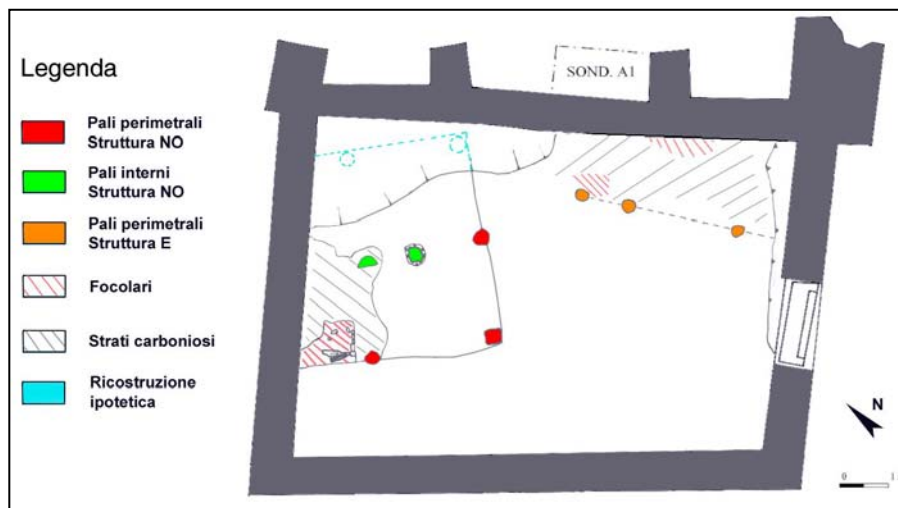 Legenda
Pali perimetrali
Struttura NO
Pali interni
Struttura NO
Pali perimetrali
Struttura E
Focolari
Strati carboniosi
Ricostruzione
ipotetica
SOND. A1
N
0 1